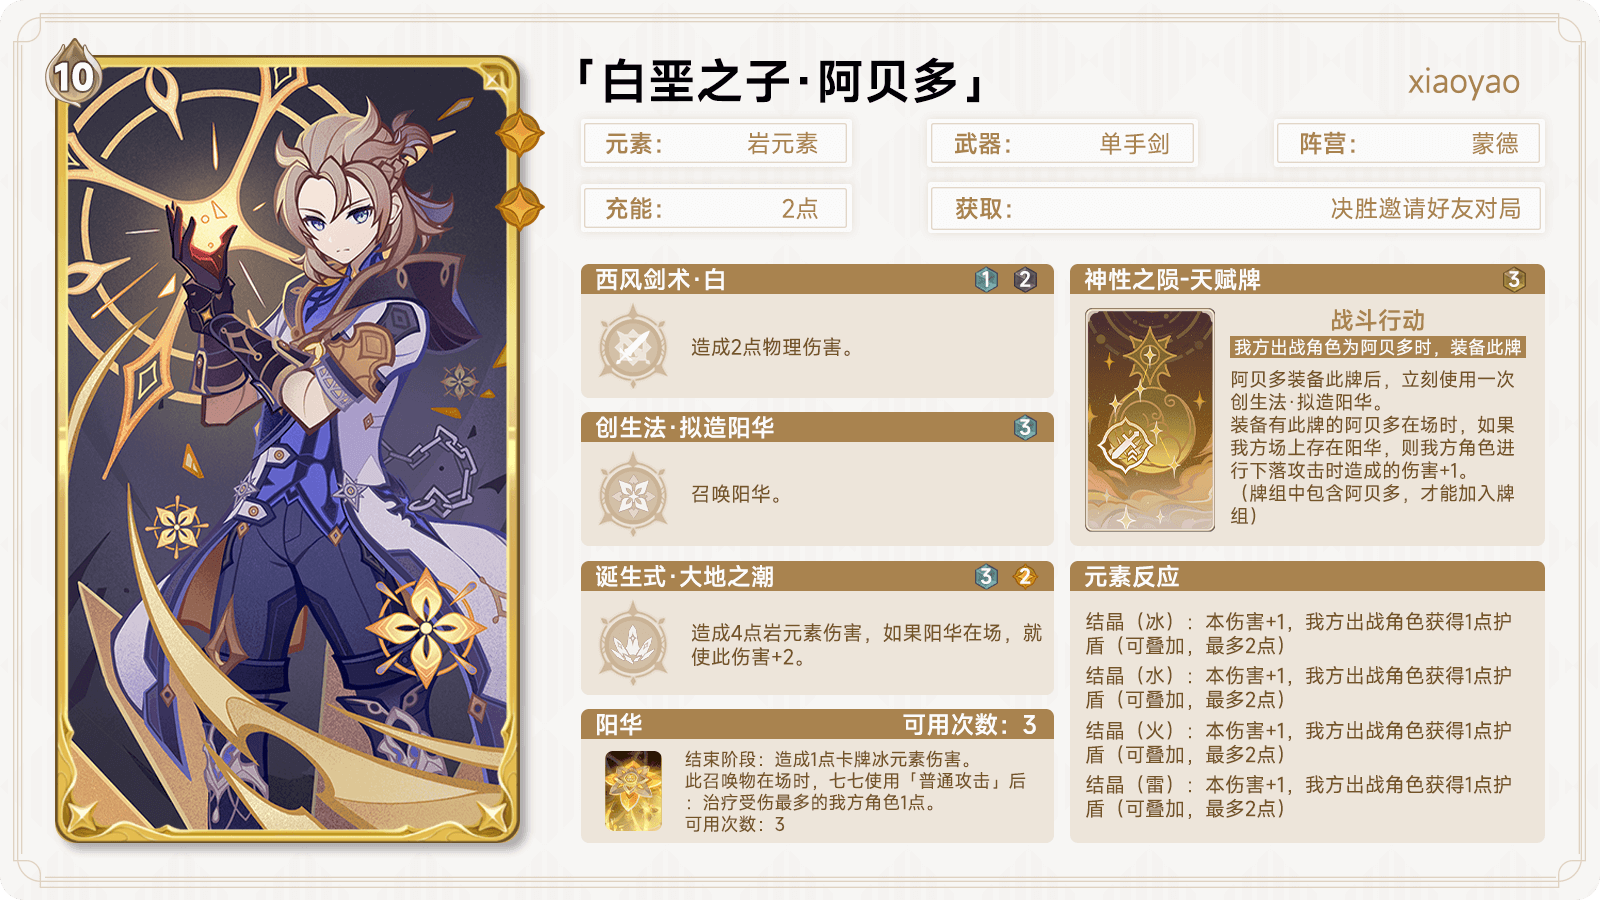 10
「白垩之子·阿贝多」
xiaoyao
元素： 岩元素
武器： 单手剑
阵营： 蒙德
充能： 2点
获取： 决胜邀请好友对局
西风剑术·白 1 2
造成2点物理伤害。
创生法·拟造阳华 3
召唤阳华。
诞生式·大地之潮 3 2
造成4点岩元素伤害，如果阳华在场，就
使此伤害+2。
阳华 可用次数：3
结束阶段：造成1点卡牌冰元素伤害。
此召唤物在场时，七七使用「普通攻击」后
：治疗受伤最多的我方角色1点。
可用次数：3
神性之陨-天赋牌 3
战斗行动
我方出战角色为阿贝多时，装备此牌
阿贝多装备此牌后，立刻使用一次
创生法·拟造阳华。
装备有此牌的阿贝多在场时，如果
我方场上存在阳华，则我方角色进
行下落攻击时造成的伤害+1。
（牌组中包含阿贝多，才能加入牌
组）
元素反应
结晶（冰）：本伤害+1，我方出战角色获得1点护
盾（可叠加，最多2点）
结晶（水）：本伤害+1，我方出战角色获得1点护
盾（可叠加，最多2点）
结晶（火）：本伤害+1，我方出战角色获得1点护
盾（可叠加，最多2点）
结晶（雷）：本伤害+1，我方出战角色获得1点护
盾（可叠加，最多2点）